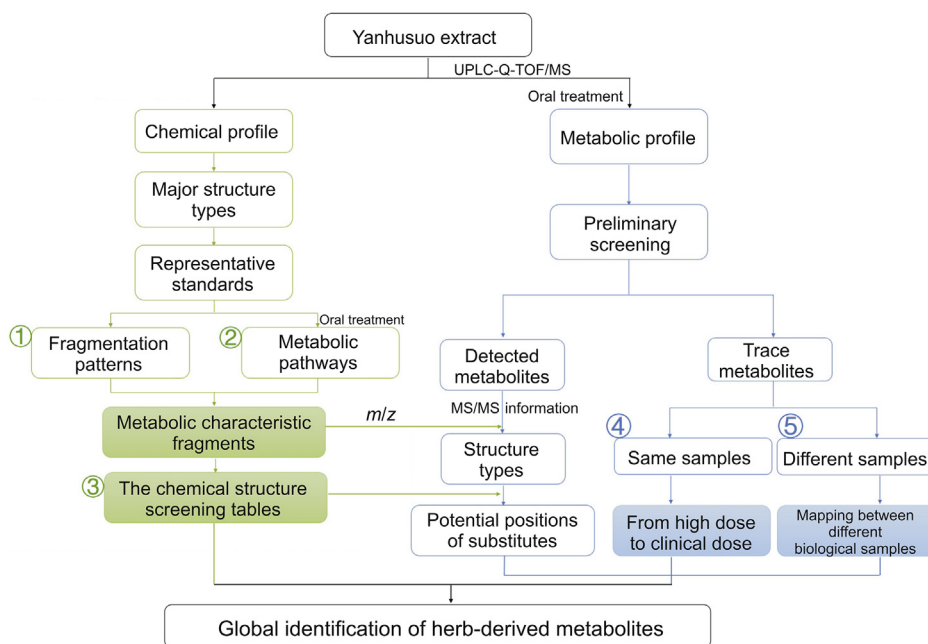 Yanhusuo extract
UPLC-Q-TOF/MS
Oral treatment
Chemical profile
Metabolic profile
Major structure
types
Preliminary
screening
Representative
standards
①
Fragmentation
patterns
②
Oral treatment
Metabolic
pathways
Detected
metabolites
Trace
metabolites
MS/MS information
Metabolic characteristic
fragments
m/z
Structure
types
④
Same samples
⑤
Different samples
③
The chemical structure
screening tables
Potential positions
of substitutes
From high dose
to clinical dose
Mapping between
different
biological samples
Global identification of herb-derived metabolites